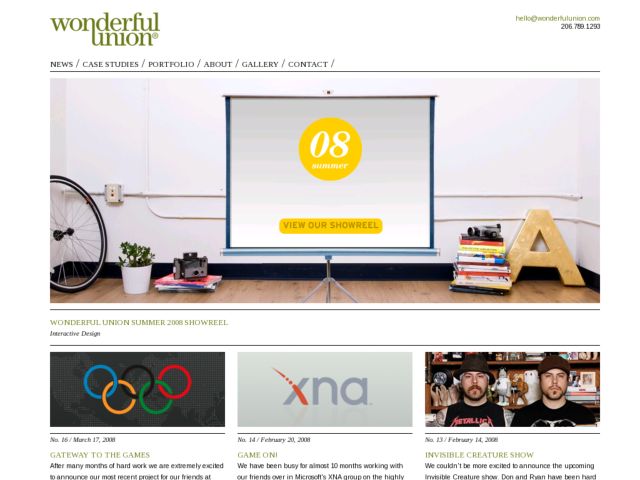 wonderful
union®
hello@wonderfulunion.com
206.789.1293
NEWS / CASE STUDIES / PORTFOLIO / ABOUT / GALLERY / CONTACT /
08
summer
VIEW OUR SHOWREEL
A
WONDERFUL UNION SUMMER 2008 SHOWREEL
Interactive Design
xna
METALLICA
No. 16 / March 17, 2008
No. 14 / February 20, 2008
No. 13 / February 14, 2008
GATEWAY TO THE GAMES
GAME ON!
INVISIBLE CREATURE SHOW
After many months of hard work we are extremely excited
We have been busy for almost 10 months working with
We couldn't be more excited to announce the upcoming
to announce our most recent project for our friends at
our friends over in Microsoft's XNA group on the highly
Invisible Creature show. Don and Ryan have been hard